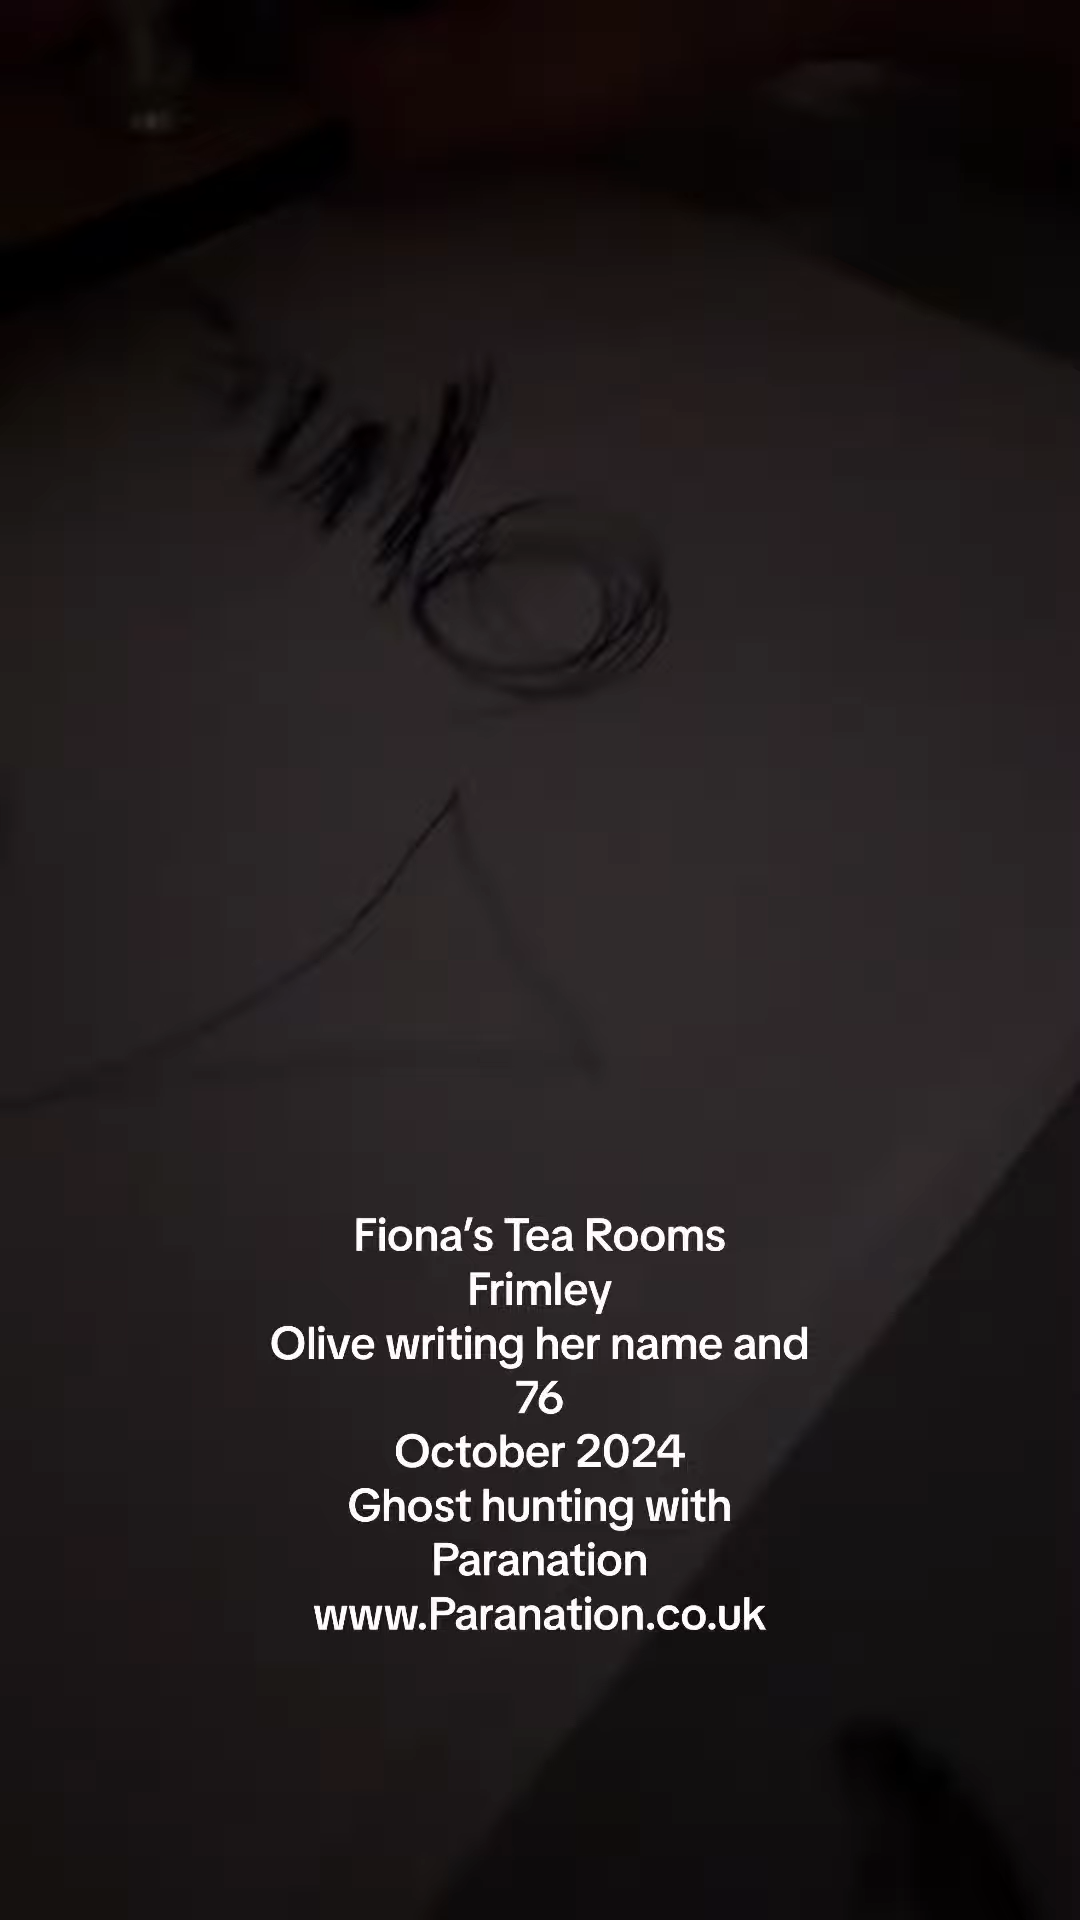 Fiona’s Tea Rooms
Frimley
Olive writing her name and
76
October 2024
Ghost hunting with
Paranation
www.Paranation.co.uk